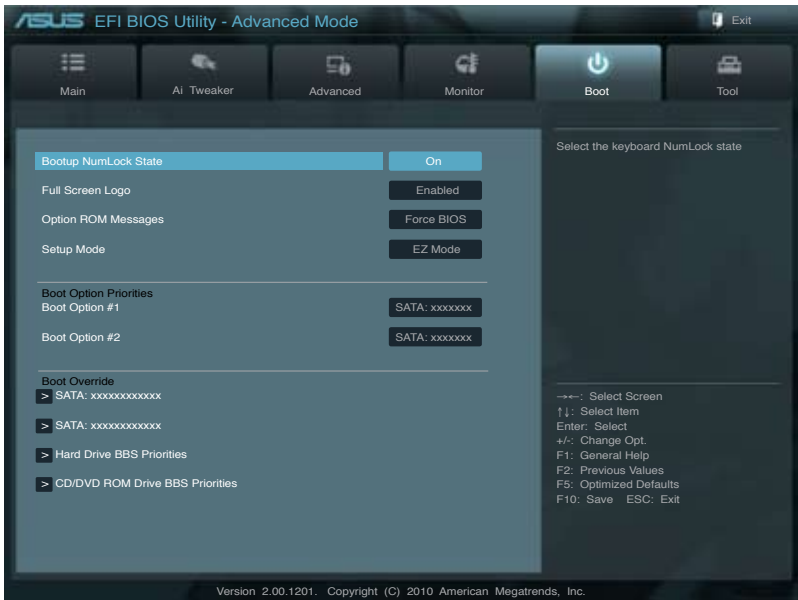 ASUS EFI BIOS Utility - Advanced Mode
Exit
Main
Ai Tweaker
Advanced
Monitor
Boot
Tool
Bootup NumLock State On
Full Screen Logo Enabled
Option ROM Messages Force BIOS
Setup Mode EZ Mode
Boot Option Priorities
Boot Option #1 SATA: xxxxxxx
Boot Option #2 SATA: xxxxxxx
Boot Override
> SATA: xxxxxxxxxxxx
> SATA: xxxxxxxxxxxx
> Hard Drive BBS Priorities
> CD/DVD ROM Drive BBS Priorities
Select the keyboard NumLock state
→←: Select Screen
↑↓: Select Item
Enter: Select
+/-: Change Opt.
F1: General Help
F2: Previous Values
F5: Optimized Defaults
F10: Save ESC: Exit
Version 2.00.1201. Copyright (C) 2010 American Megatrends, Inc.